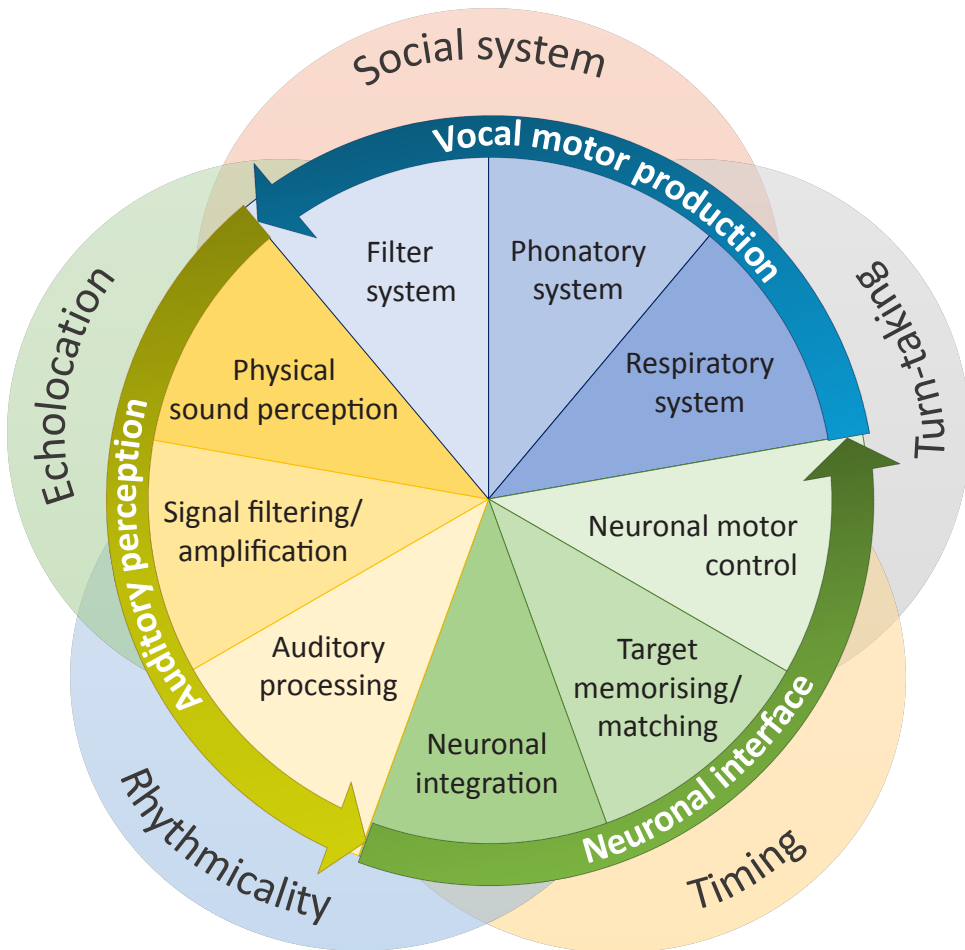 Social system
Vocal motor production
Filter
system
Phonatory
system
Respiratory
system
Turn-taking
Echolocation
Physical
sound perception
Auditory perception
Signal filtering/
amplification
Neuronal motor
control
Auditory
processing
Target
memorising/
matching
Neuronal
integration
Neuronal interface
Rhythmicality
Timing